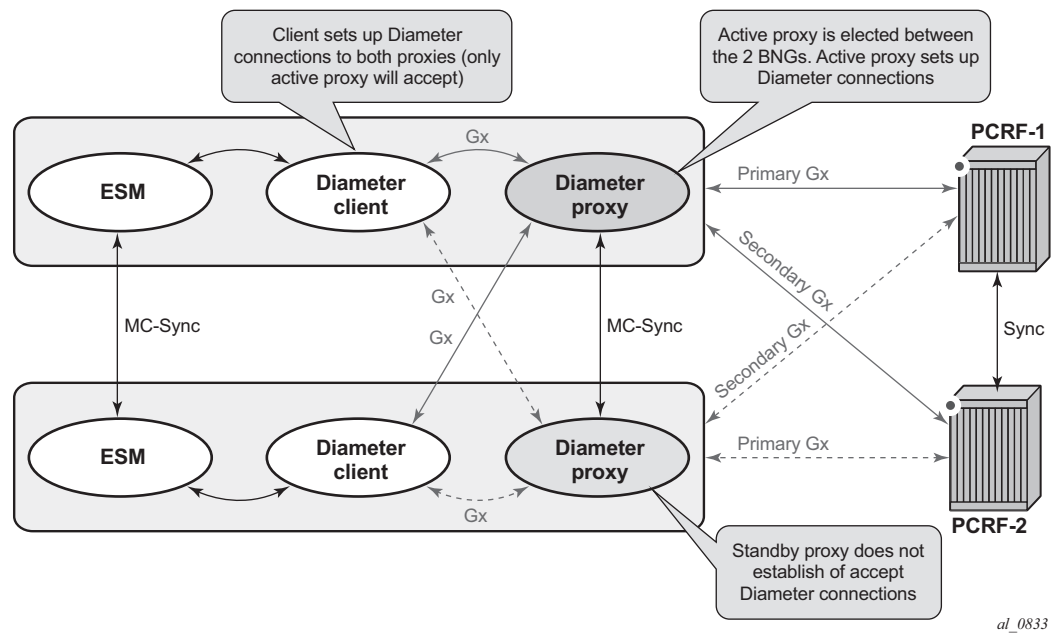 Client sets up Diameter
connections to both proxies (only
active proxy will accept)
Active proxy is elected between
the 2 BNGs. Active proxy sets up
Diameter connections
PCRF-1
Gx
ESM
Diameter
client
Diameter
proxy
Primary Gx
Secondary Gx
Gx
MC-Sync
Gx
MC-Sync
Secondary Gx
Sync
ESM
Diameter
client
Diameter
proxy
Primary Gx
Gx
PCRF-2
Standby proxy does not
establish of accept
Diameter connections
al_0833